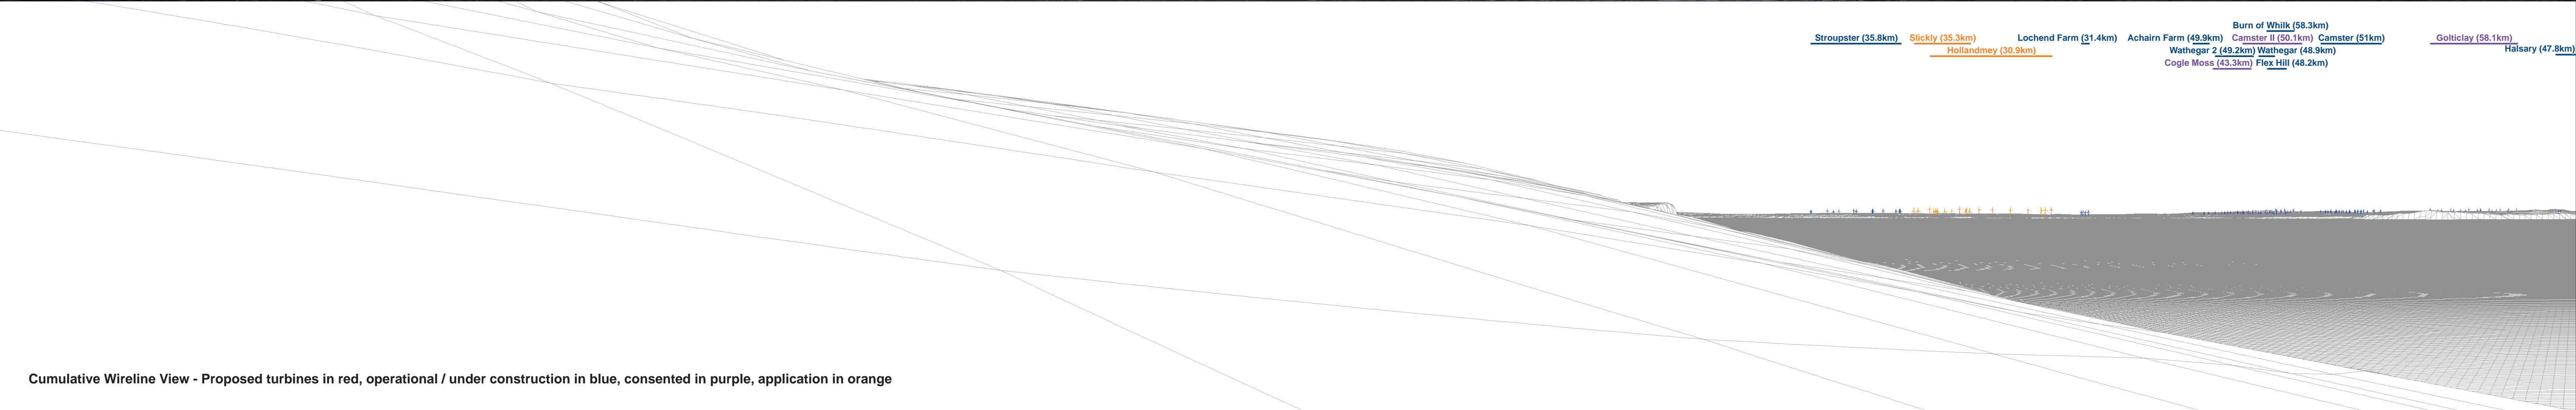 Burn of Whilk (58.3km)
Stroupster (35.8km) Slickly (35.3km) Lochend Farm (31.4km) Achairn Farm (49.9km) Camster II (50.1km) Camster (51km) Golticlay (58.1km)
Hollandmey (30.9km) Wathegar 2 (49.2km) Wathegar (48.9km) Halsary (47.8km)
Cogle Moss (43.3km) Flex Hill (48.2km)
Cumulative Wireline View - Proposed turbines in red, operational / under construction in blue, consented in purple, application in orange